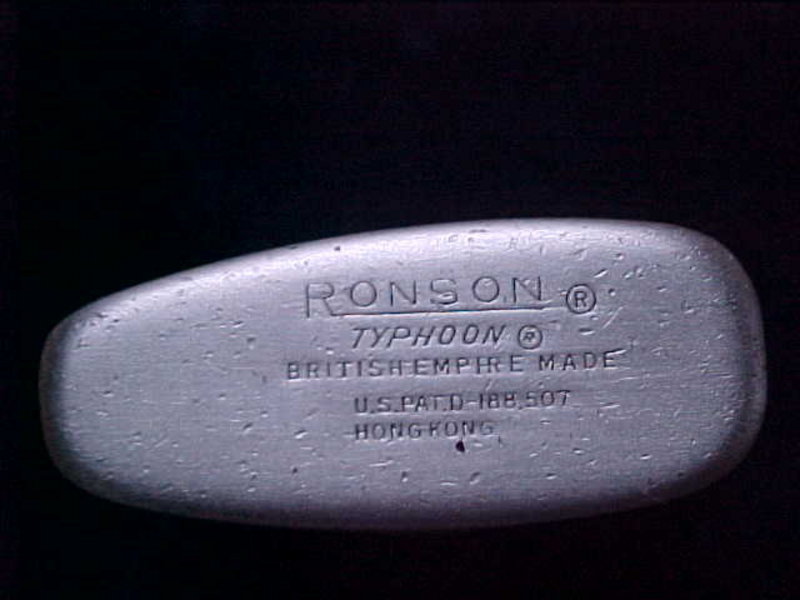 RONSON ®
TYPHOON ®
BRITISH EMPIRE MADE
U.S.PAT.D-188,507
HONG KONG